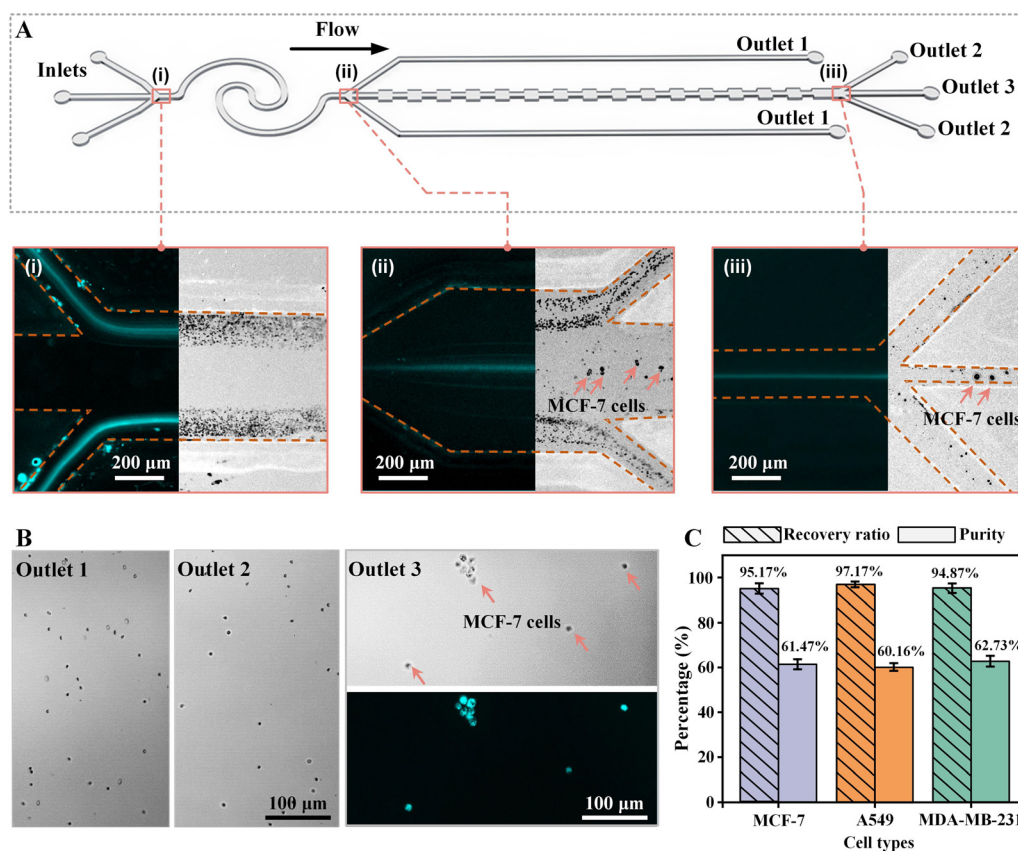 A
Flow
Inlets
(i)
(ii)
(iii)
Outlet 1
Outlet 2
Outlet 3
Outlet 1
Outlet 2
(i)
200 μm
(ii)
MCF-7 cells
200 μm
(iii)
MCF-7 cells
200 μm
B
Outlet 1
Outlet 2
100 μm
Outlet 3
MCF-7 cells
100 μm
C
Recovery ratio
Purity
Percentage (%)
100
80
60
40
20
0
95.17%
61.47%
97.17%
60.16%
94.87%
62.73%
MCF-7
A549
MDA-MB-231
Cell types